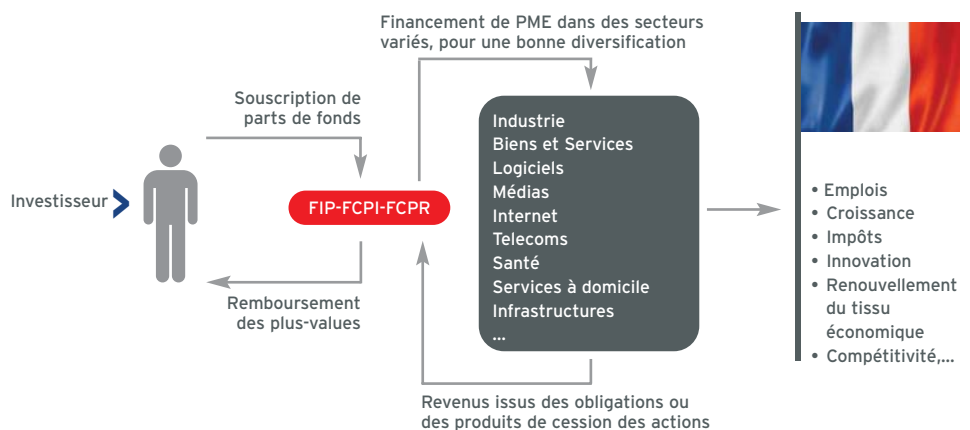 Financement de PME dans des secteurs
variés, pour une bonne diversification
Souscription de
parts de fonds
Investisseur
FIP-FCPI-FCPR
Remboursement
des plus-values
Industrie
Biens et Services
Logiciels
Médias
Internet
Telecoms
Santé
Services à domicile
Infrastructures
...
Revenus issus des obligations ou
des produits de cession des actions
• Emplois
• Croissance
• Impôts
• Innovation
• Renouvellement
du tissu
économique
• Compétitivité,...